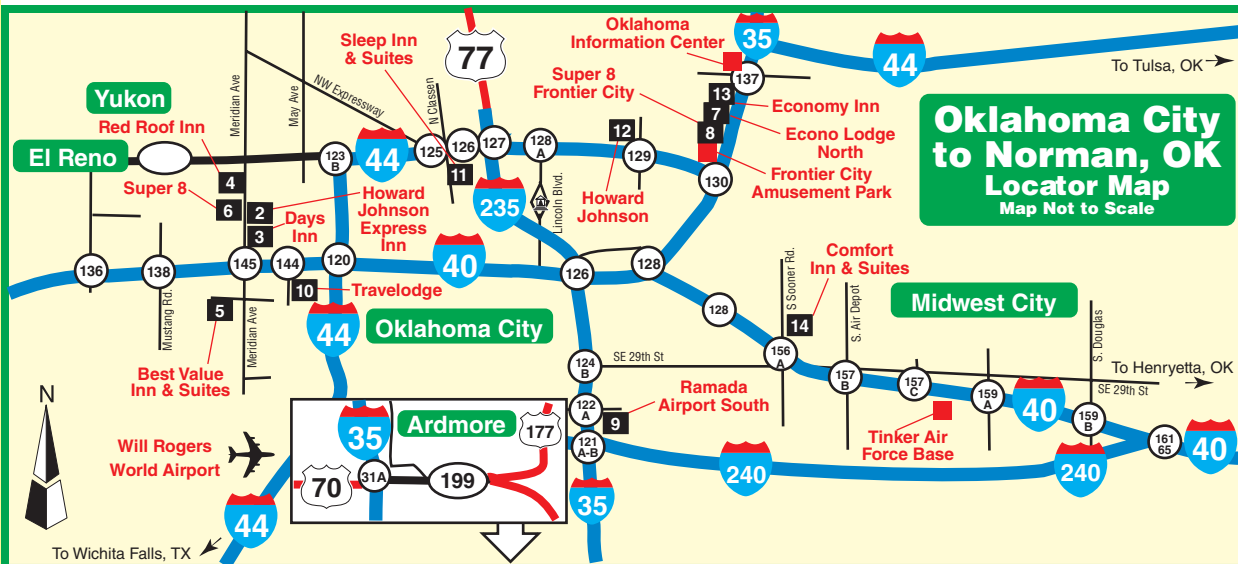 Oklahoma City
to Norman, OK
Locator Map
Map Not to Scale
Oklahoma
Information Center
35
44
To Tulsa, OK
137
Sleep Inn
& Suites
77
Super 8
Frontier City
13
Economy Inn
7
Econo Lodge
North
8
Frontier City
Amusement Park
Meridian Ave
May Ave
NW Expressway
N Classen
Yukon
Red Roof Inn
El Reno
123
B
44
125
126
127
128
A
12
129
130
11
Howard
Johnson
Lincoln Blvd.
235
4
Super 8
6
2
Howard
Johnson
Express
Inn
3
Days
Inn
136
138
145
144
120
40
126
128
10
Travelodge
Mustang Rd.
5
Meridian Ave
Best Value
Inn & Suites
44
Oklahoma City
128
S Sooner Rd.
Comfort
Inn & Suites
14
S. Air Depot
Midwest City
S. Douglas
To Henryetta, OK
124
B
SE 29th St
156
A
157
B
157
C
159
A
40
SE 29th St
159
B
161
65
40
Tinker Air
Force Base
122
A
9
Ramada
Airport South
121
A-B
240
240
35
N
Will Rogers
World Airport
44
To Wichita Falls, TX
35
Ardmore
177
70
31A
199